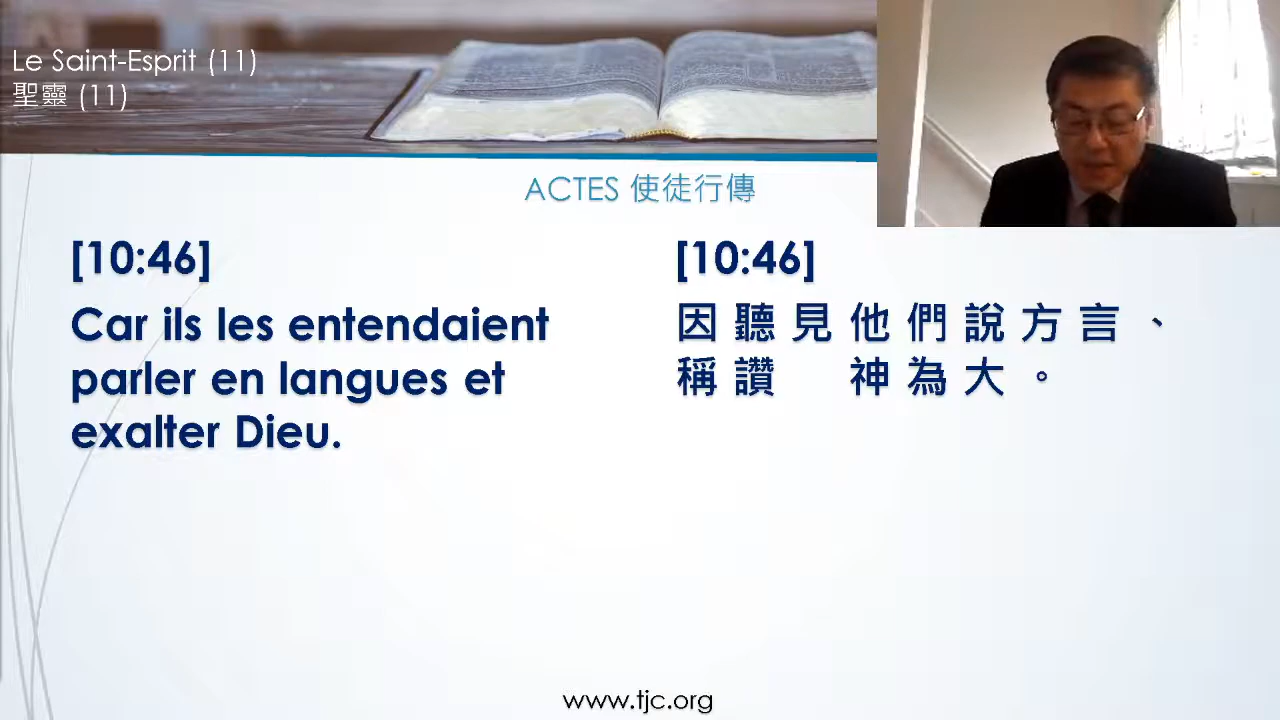 Le Saint-Esprit (11)
聖靈 (11)
ACTES 使徒行傳
[10:46]
Car ils les entendaient
parler en langues et
exalter Dieu.
[10:46]
因聽見他們說方言、
稱讚　神為大。
www.tjc.org